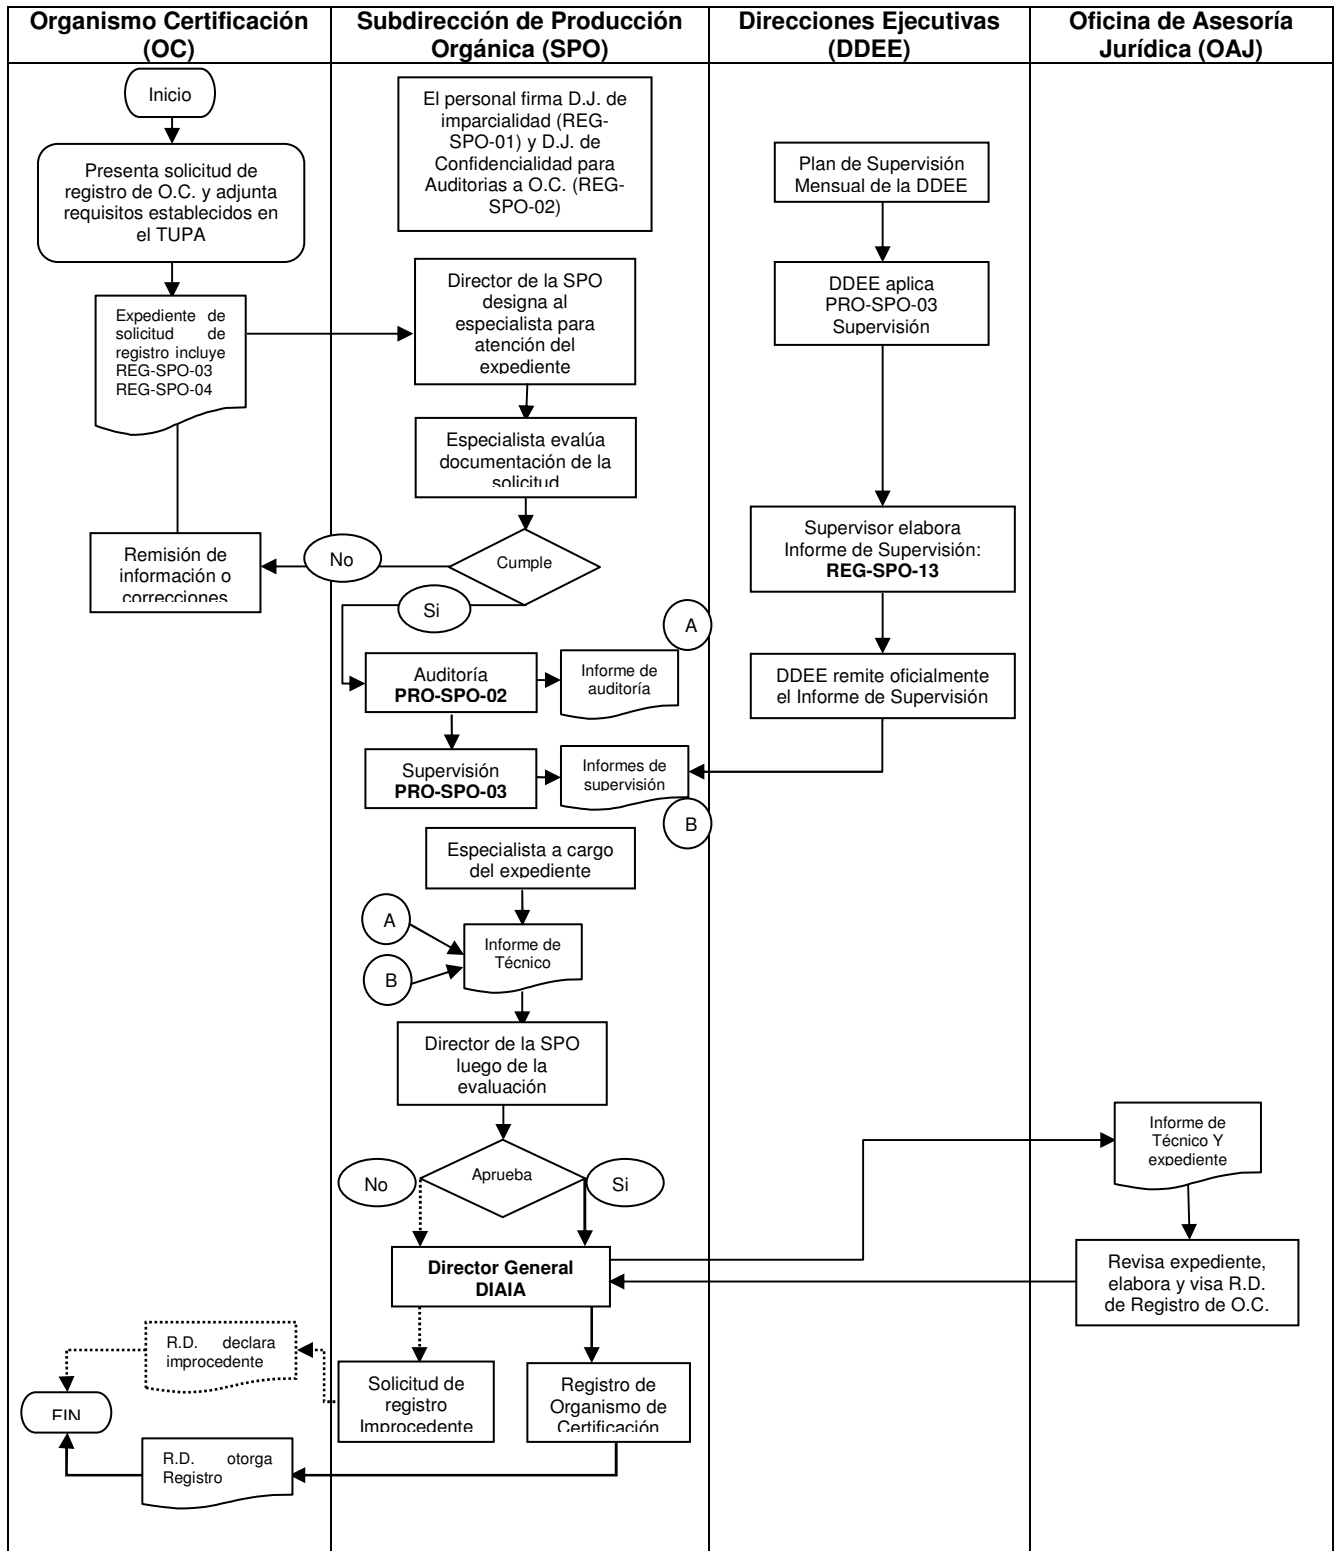 Organismo Certificación
(OC)
Subdirección de Producción
Orgánica (SPO)
Direcciones Ejecutivas
(DDEE)
Oficina de Asesoría
Jurídica (OAJ)
Inicio
Presenta solicitud de
registro de O.C. y adjunta
requisitos establecidos en
el TUPA
Expediente de
solicitud de
registro incluye
REG-SPO-03
REG-SPO-04
Remisión de
información o
correcciones
El personal firma D.J. de
imparcialidad (REG-
SPO-01) y D.J. de
Confidencialidad para
Auditorias a O.C. (REG-
SPO-02)
Director de la SPO
designa al
especialista para
atención del
expediente
Especialista evalúa
documentación de la
solicitud
Cumple
No
Si
Auditoría
PRO-SPO-02
Informe de
auditoría
A
Supervisión
PRO-SPO-03
Informes de
supervisión
B
Plan de Supervisión
Mensual de la DDEE
DDEE aplica
PRO-SPO-03
Supervisión
Supervisor elabora
Informe de Supervisión:
REG-SPO-13
DDEE remite oficialmente
el Informe de Supervisión
Especialista a cargo
del expediente
A
B
Informe de
Técnico
Director de la SPO
luego de la
evaluación
Aprueba
No
Si
Director General
DIAIA
Informe de
Técnico Y
expediente
Revisa expediente,
elabora y visa R.D.
de Registro de O.C.
Solicitud de
registro
Improcedente
Registro de
Organismo de
Certificación
R.D. declara
improcedente
FIN
R.D. otorga
Registro